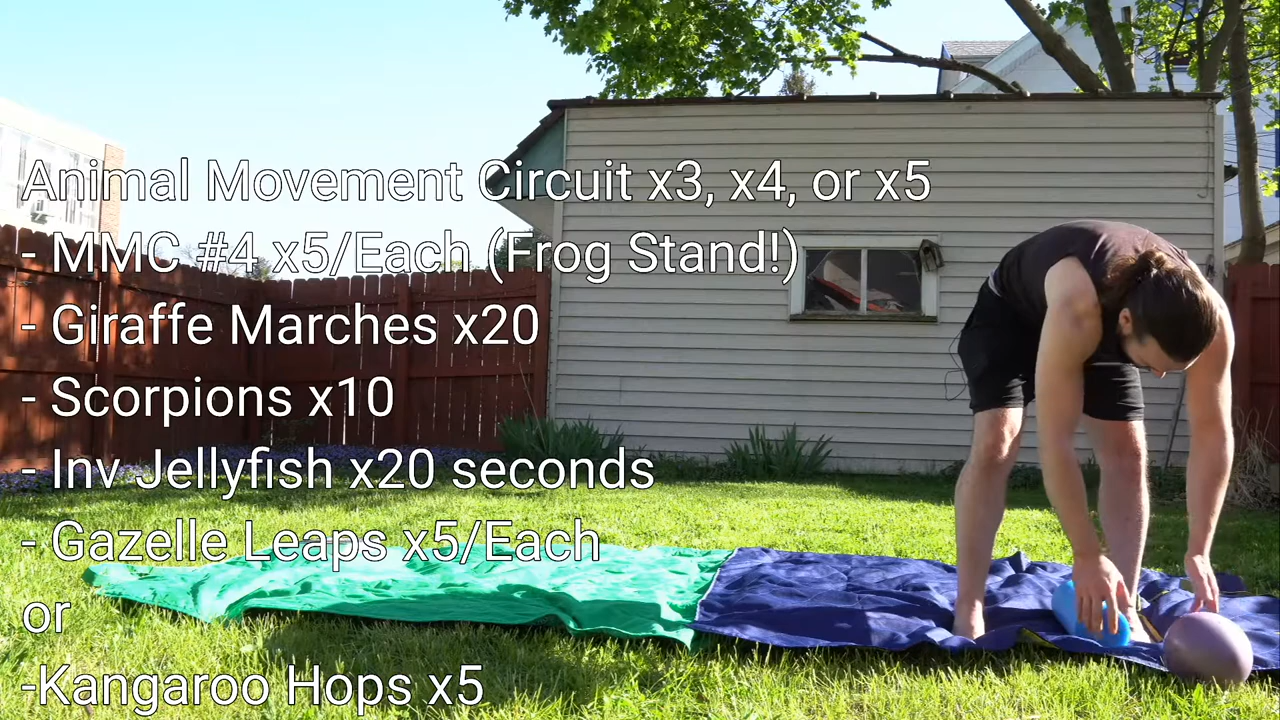 Animal Movement Circuit x3, x4, or x5
- MMC #4 x5/Each (Frog Stand!)
- Giraffe Marches x20
- Scorpions x10
- Inv Jellyfish x20 seconds
- Gazelle Leaps x5/Each
or
-Kangaroo Hops x5